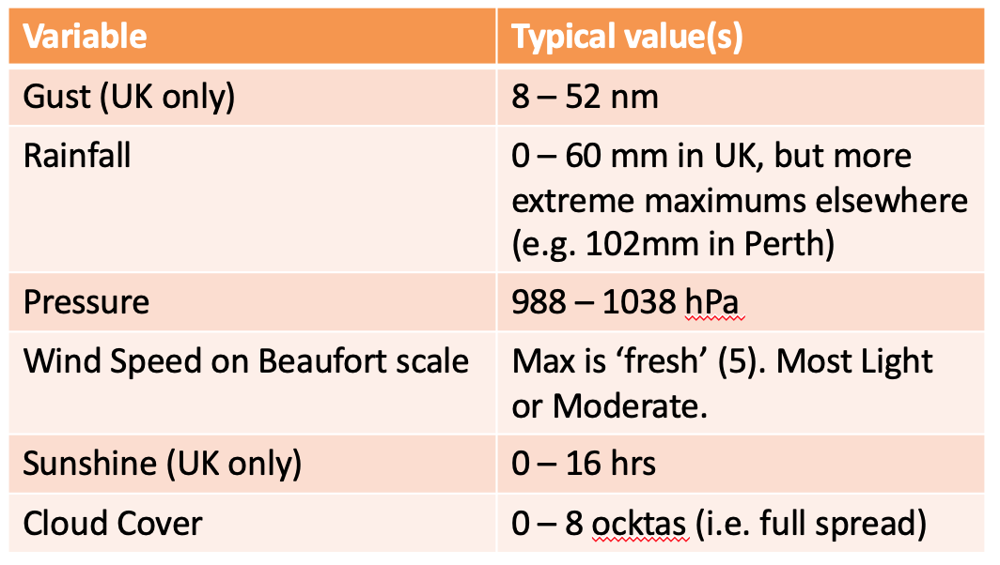 Variable
Typical value(s)
Gust (UK only)
8 – 52 nm
Rainfall
0 – 60 mm in UK, but more
extreme maximums elsewhere
(e.g. 102mm in Perth)
Pressure
988 – 1038 hPa
Wind Speed on Beaufort scale
Max is ‘fresh’ (5). Most Light
or Moderate.
Sunshine (UK only)
0 – 16 hrs
Cloud Cover
0 – 8 ocktas (i.e. full spread)